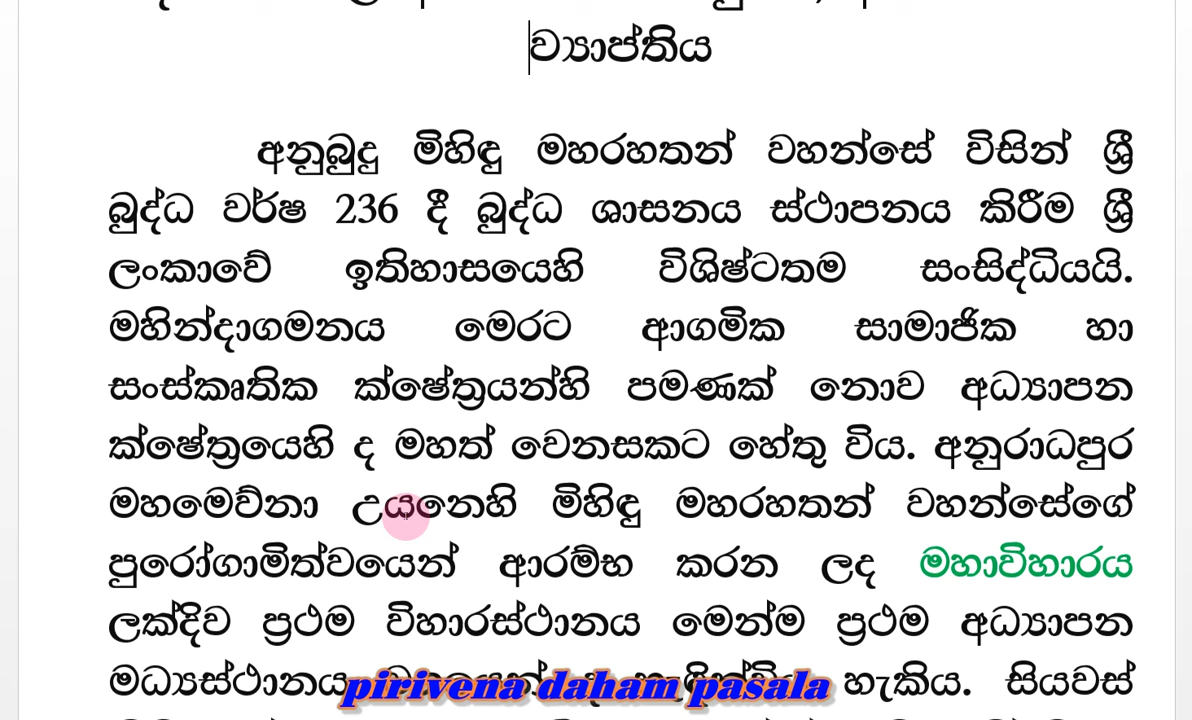 ව්‍යාප්තිය
අනුබුදු මිහිඳු මහරහතන් වහන්සේ විසින් ශ්‍රී
බුද්ධ වර්ෂ 236 දී බුද්ධ ශාසනය ස්ථාපනය කිරීම ශ්‍රී
ලංකාවේ ඉතිහාසයෙහි විශිෂ්ටතම සංසිද්ධියයි.
මහින්දාගමනය මෙරට ආගමික සාමාජික හා
සංස්කෘතික ක්ෂේත්‍රයන්හි පමණක් නොව අධ්‍යාපන
ක්ෂේත්‍රයෙහි ද මහත් වෙනසකට හේතු විය. අනුරාධපුර
මහමෙව්නා උයනෙහි මිහිඳු මහරහතන් වහන්සේගේ
පුරෝගාමිත්වයෙන් ආරම්භ කරන ලද මහාවිහාරය
ලක්දිව ප්‍රථම විහාරස්ථානය මෙන්ම ප්‍රථම අධ්‍යාපන
මධ්‍යස්ථානය හැකිය. සියවස්
pirivena daham pasala